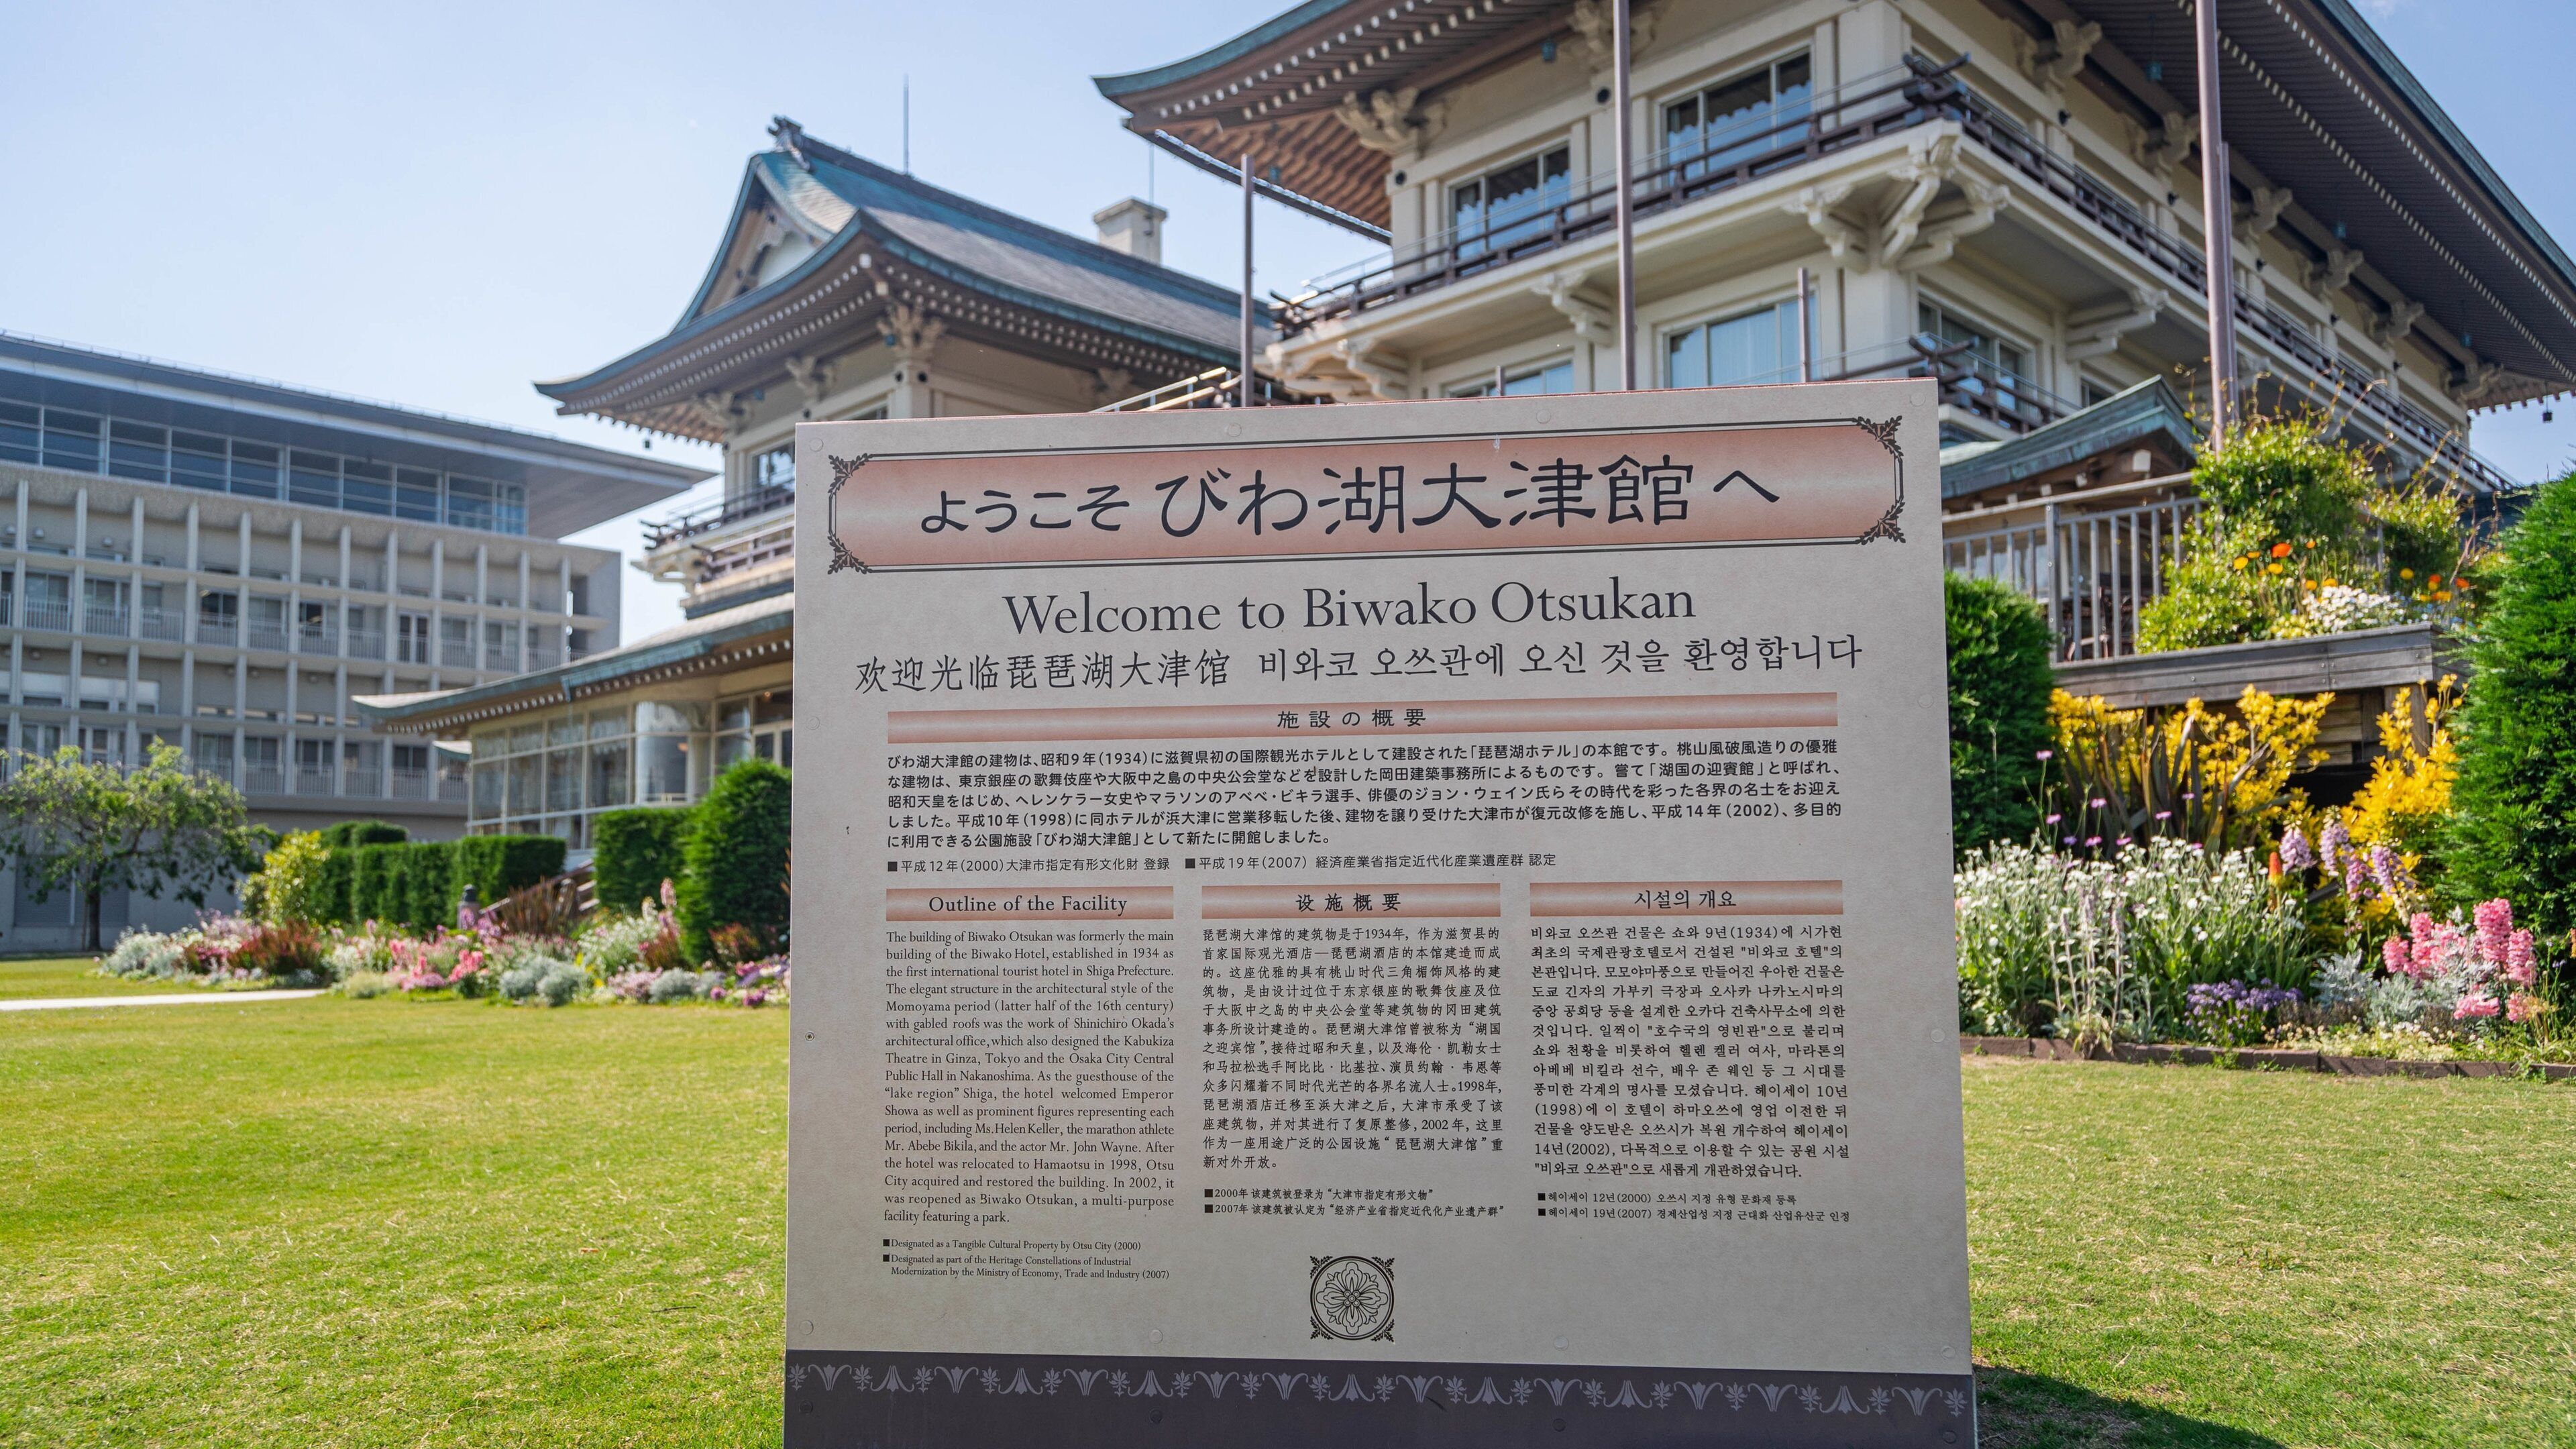 ようこそ びわ湖大津館へ
Welcome to Biwako Otsukan
欢迎光临琵琶湖大津馆 비와코 오쓰관에 오신 것을 환영합니다
施設の概要
びわ湖大津館の建物は、昭和9年(1934)に滋賀県初の国際観光ホテルとして建設された「琵琶湖ホテル」の本館です。桃山風破風造りの優雅
な建物は、東京銀座の歌舞伎座や大阪中之島の中央公会堂などを設計した岡田建築事務所によるものです。嘗て「湖国の迎賓館」と呼ばれ、
昭和天皇をはじめ、ヘレンケラー女史やマラソンのアベベ・ビキラ選手、俳優のジョン・ウェイン氏らその時代を彩った各界の名士をお迎え
しました。平成10年(1998)に同ホテルが浜大津に営業移転した後、建物を譲り受けた大津市が復元改修を施し、平成14年(2002)、多目的
に利用できる公園施設「びわ湖大津館」として新たに開館しました。
■平成12年(2000)大津市指定有形文化財 登録 ■平成19年(2007) 経済産業省指定近代化産業遺産群 認定
Outline of the Facility
The building of Biwako Otsukan was formerly the main
building of the Biwako Hotel, established in 1934 as
the first international tourist hotel in Shiga Prefecture.
The elegant structure in the architectural style of the
Momoyama period (latter half of the 16th century)
with gabled roofs was the work of Shinichiro Okada's
architectural office, which also designed the Kabukiza
Theatre in Ginza, Tokyo and the Osaka City Central
Public Hall in Nakanoshima. As the guesthouse of the
“lake region” Shiga, the hotel welcomed Emperor
Showa as well as prominent figures representing each
period, including Ms.Helen Keller, the marathon athlete
Mr. Abebe Bikila, and the actor Mr. John Wayne. After
the hotel was relocated to Hamaotsu in 1998, Otsu
City acquired and restored the building. In 2002, it
was reopened as Biwako Otsukan, a multi-purpose
facility featuring a park.
■Designated as a Tangible Cultural Property by Otsu City (2000)
■Designated as part of the Heritage Constellations of Industrial
Modernization by the Ministry of Economy, Trade and Industry (2007)
设施概要
琵琶湖大津馆的建筑物是于1934年，作为滋贺县的
首家国际观光酒店—琵琶湖酒店的本馆建造而成
的。这座优雅的具有桃山时代三角楣饰风格的建
筑物，是由设计过位于东京银座的歌舞伎座及位
于大阪中之岛的中央公会堂等建筑物的冈田建筑
事务所设计建造的。琵琶湖大津馆曾被称为“湖国
之迎宾馆”，接待过昭和天皇，以及海伦·凯勒女士
和马拉松选手阿比比·比基拉、演员约翰·韦恩等
众多闪耀着不同时代光芒的各界名流人士。1998年，
琵琶湖酒店迁移至浜大津之后，大津市承受了该
座建筑物，并对其进行了复原整修，2002年，这里
作为一座用途广泛的公园设施“琵琶湖大津馆”重
新对外开放。
■2000年 该建筑被登录为“大津市指定有形文物”
■2007年 该建筑被认定为“经济产业省指定近代化产业遗产群”
시설의 개요
비와코 오쓰관 건물은 쇼와 9년(1934)에 시가현
최초의 국제관광호텔로서 건설된 "비와코 호텔"의
본관입니다. 모모야마풍으로 만들어진 우아한 건물은
도쿄 긴자의 가부키 극장과 오사카 나카노시마의
중앙 공회당 등을 설계한 오카다 건축사무소에 의한
것입니다. 일찍이 "호수국의 영빈관"으로 불리며
쇼와 천황을 비롯하여 헬렌 켈러 여사, 마라톤의
아베베 비킬라 선수, 배우 존 웨인 등 그 시대를
풍미한 각계의 명사를 모셨습니다. 헤이세이 10년
(1998)에 이 호텔이 하마오쓰에 영업 이전한 뒤
건물을 양도받은 오쓰시가 복원 개수하여 헤이세이
14년(2002), 다목적으로 이용할 수 있는 공원 시설
"비와코 오쓰관"으로 새롭게 개관하였습니다.
■헤이세이 12년(2000) 오쓰시 지정 유형 문화재 등록
■헤이세이 19년(2007) 경제산업성 지정 근대화 산업유산군 인정